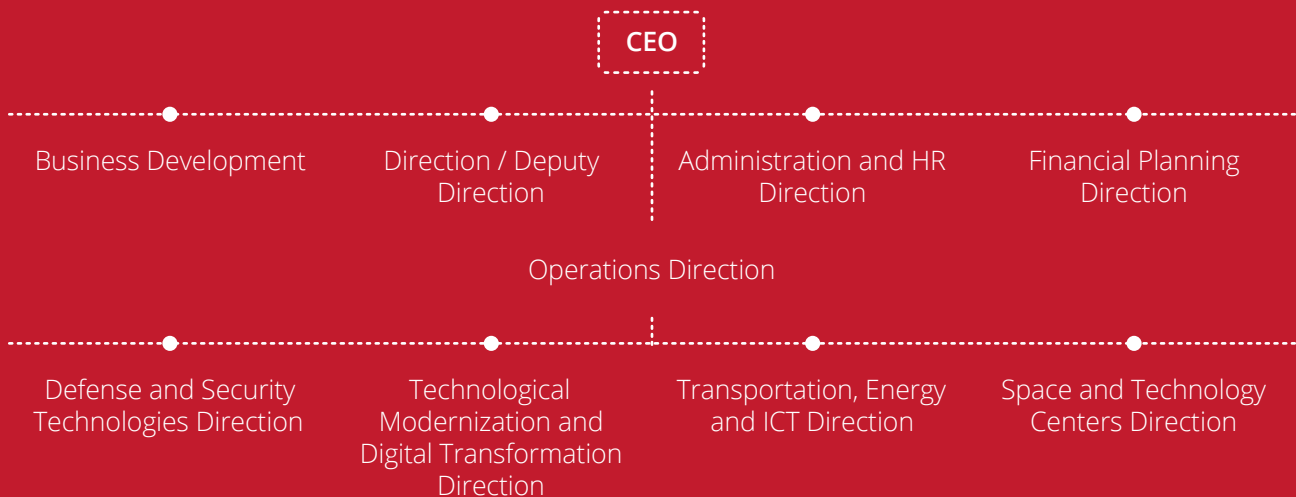 CEO
Business Development
Direction / Deputy
Direction
Administration and HR
Direction
Financial Planning
Direction
Operations Direction
Defense and Security
Technologies Direction
Technological
Modernization and
Digital Transformation
Direction
Transportation, Energy
and ICT Direction
Space and Technology
Centers Direction